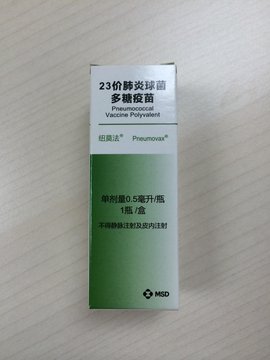 23价肺炎球菌
多糖疫苗
Pneumococcal
Vaccine Polyvalent
纽莫法® Pneumovax®
单剂量0.5毫升/瓶
1瓶/盒
不得静脉注射及皮内注射
MSD